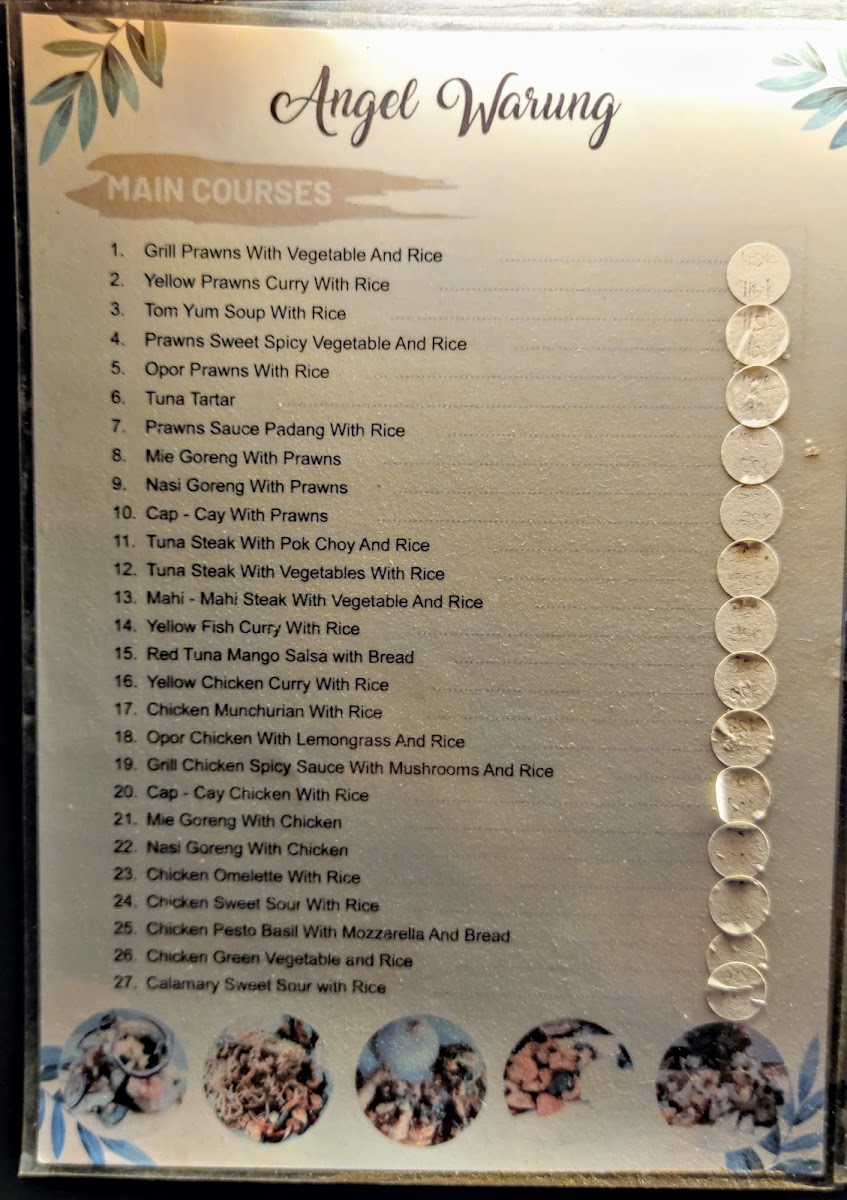 Angel Warung
MAIN COURSES
1. Grill Prawns With Vegetable And Rice
2. Yellow Prawns Curry With Rice
3. Tom Yum Soup With Rice
4. Prawns Sweet Spicy Vegetable And Rice
5. Opor Prawns With Rice
6. Tuna Tartar
7. Prawns Sauce Padang With Rice
8. Mie Goreng With Prawns
9. Nasi Goreng With Prawns
10. Cap - Cay With Prawns
11. Tuna Steak With Pok Choy And Rice
12. Tuna Steak With Vegetables With Rice
13. Mahi - Mahi Steak With Vegetable And Rice
14. Yellow Fish Curry With Rice
15. Red Tuna Mango Salsa with Bread
16. Yellow Chicken Curry With Rice
17. Chicken Munchurian With Rice
18. Opor Chicken With Lemongrass And Rice
19. Grill Chicken Spicy Sauce With Mushrooms And Rice
20. Cap - Cay Chicken With Rice
21. Mie Goreng With Chicken
22. Nasi Goreng With Chicken
23. Chicken Omelette With Rice
24. Chicken Sweet Sour With Rice
25. Chicken Pesto Basil With Mozzarella And Bread
26. Chicken Green Vegetable and Rice
27. Calamary Sweet Sour with Rice